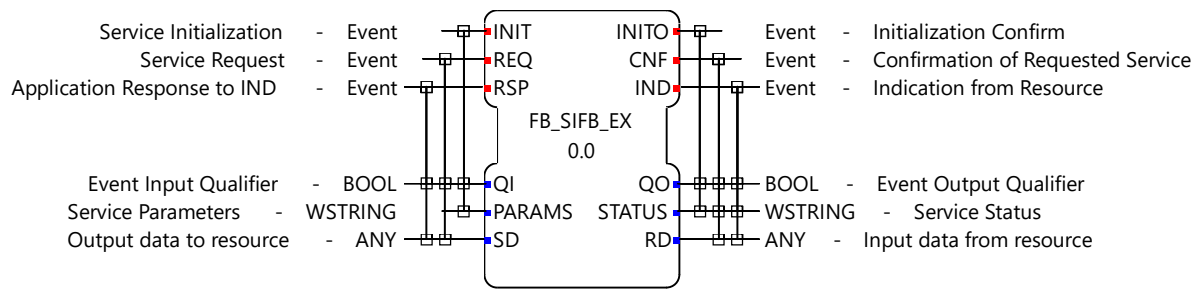 Service Initialization - Event INIT INITO Event - Initialization Confirm
Service Request - Event REQ CNF Event - Confirmation of Requested Service
Application Response to IND - Event RSP IND Event - Indication from Resource
FB_SIFB_EX
0.0
Event Input Qualifier - BOOL QI QO BOOL - Event Output Qualifier
Service Parameters - WSTRING PARAMS STATUS WSTRING - Service Status
Output data to resource - ANY SD RD ANY - Input data from resource